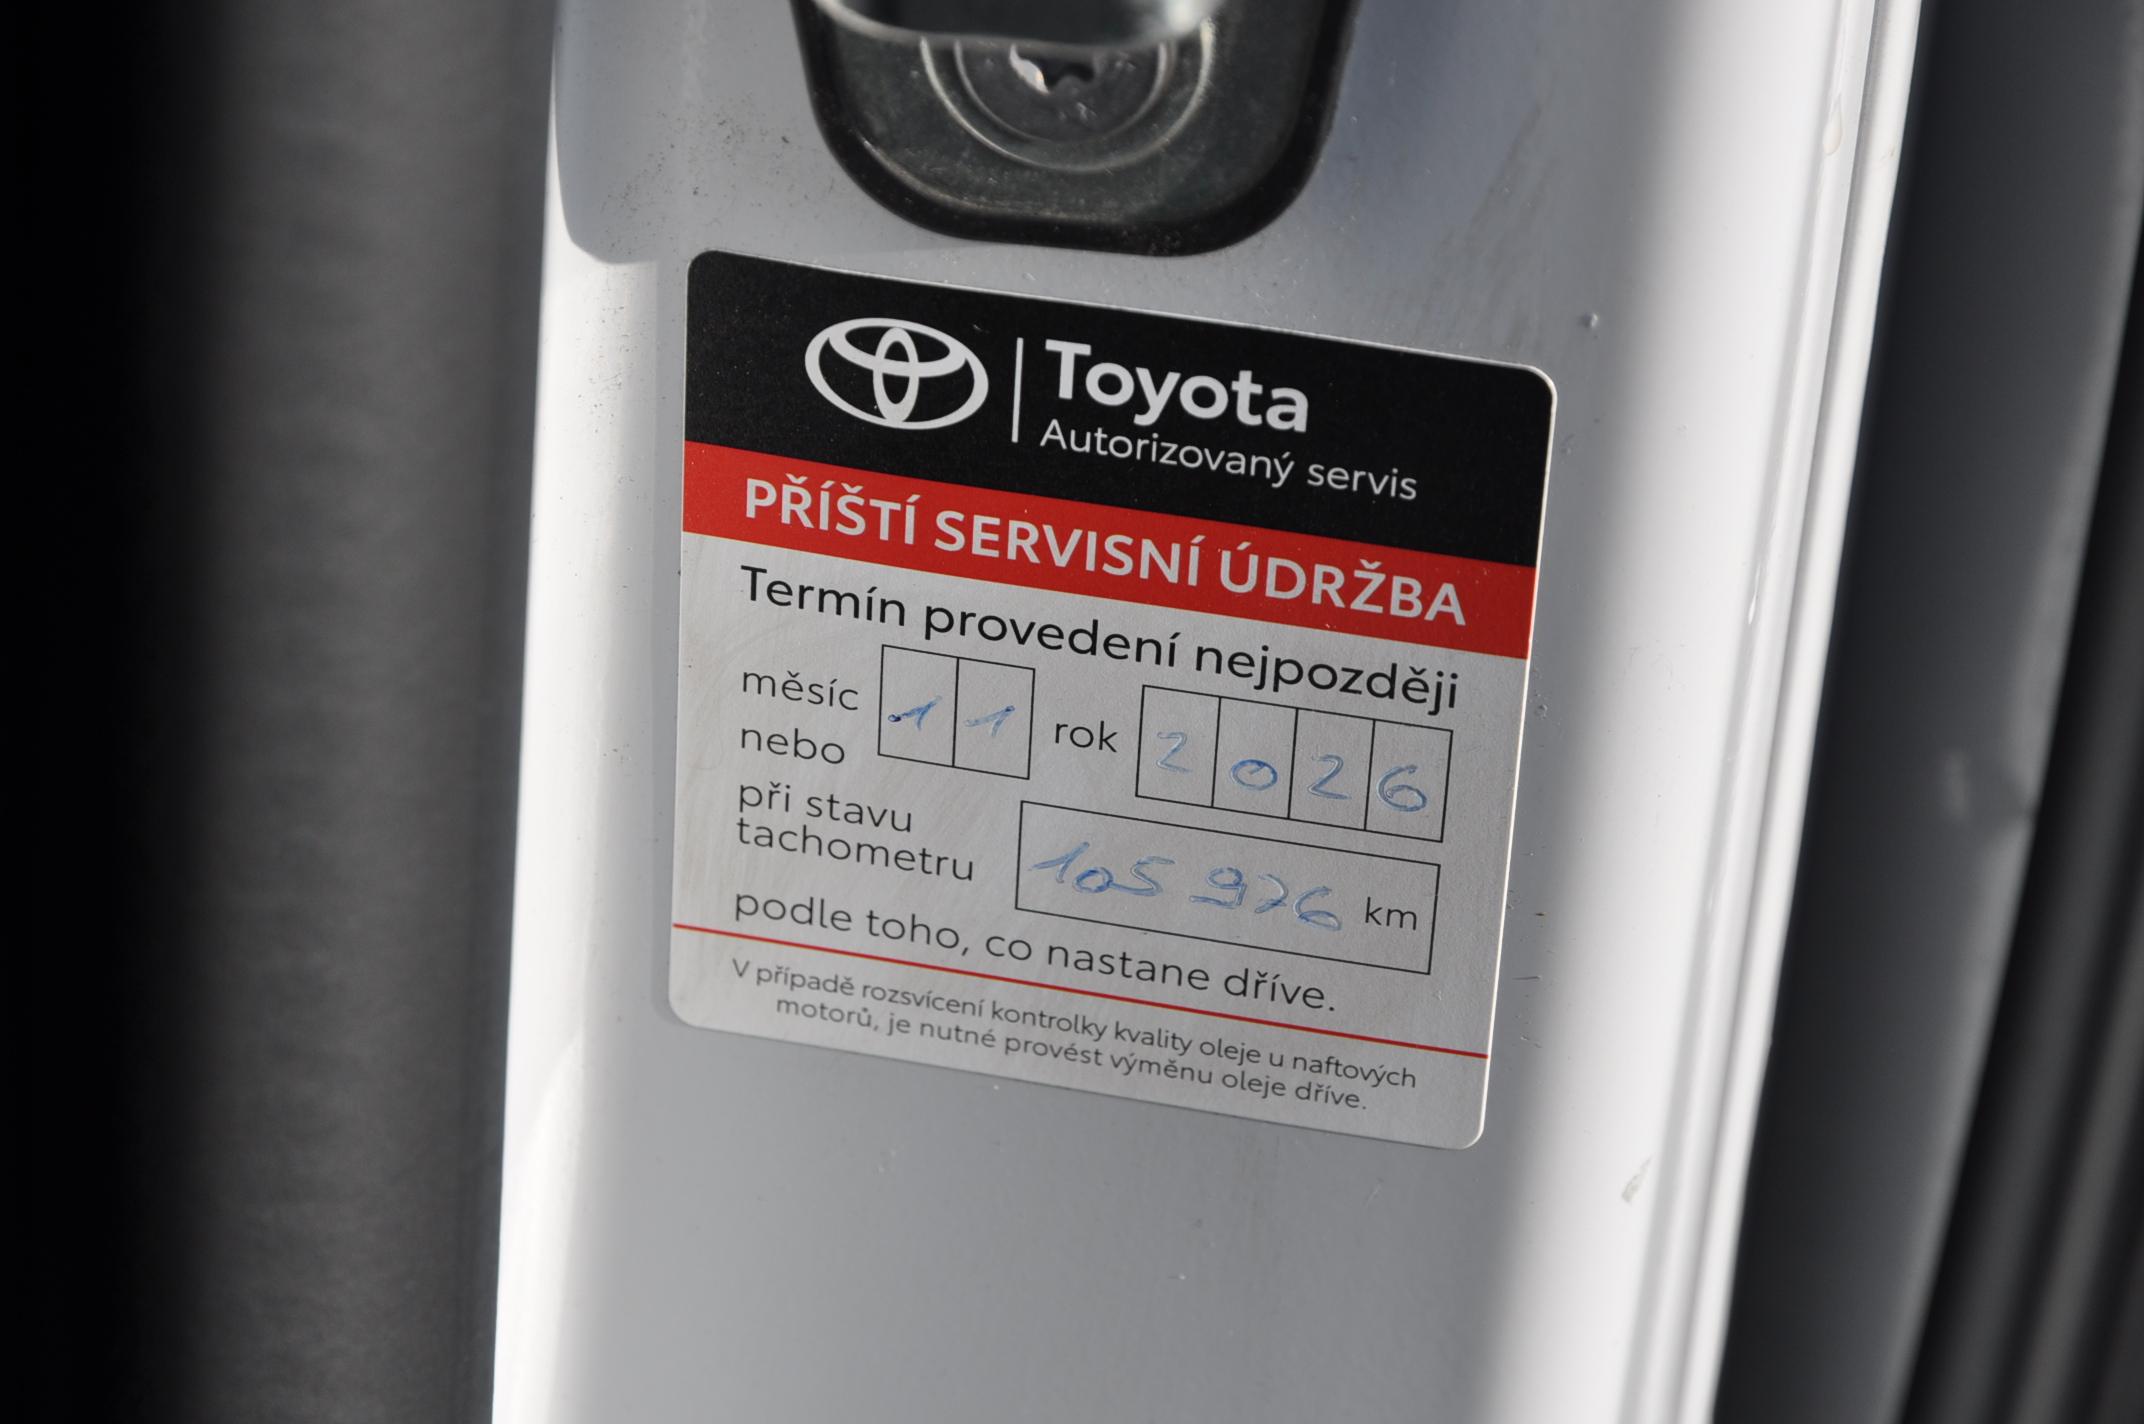 Toyota
Autorizovaný servis
PŘÍŠTÍ SERVISNÍ ÚDRŽBA
Termín provedení nejpozději
měsíc 11 rok 2026
nebo
při stavu
tachometru 105 976 km
podle toho, co nastane dříve.
V případě rozsvícení kontrolky kvality oleje u naftových
motorů, je nutné provést výměnu oleje dříve.